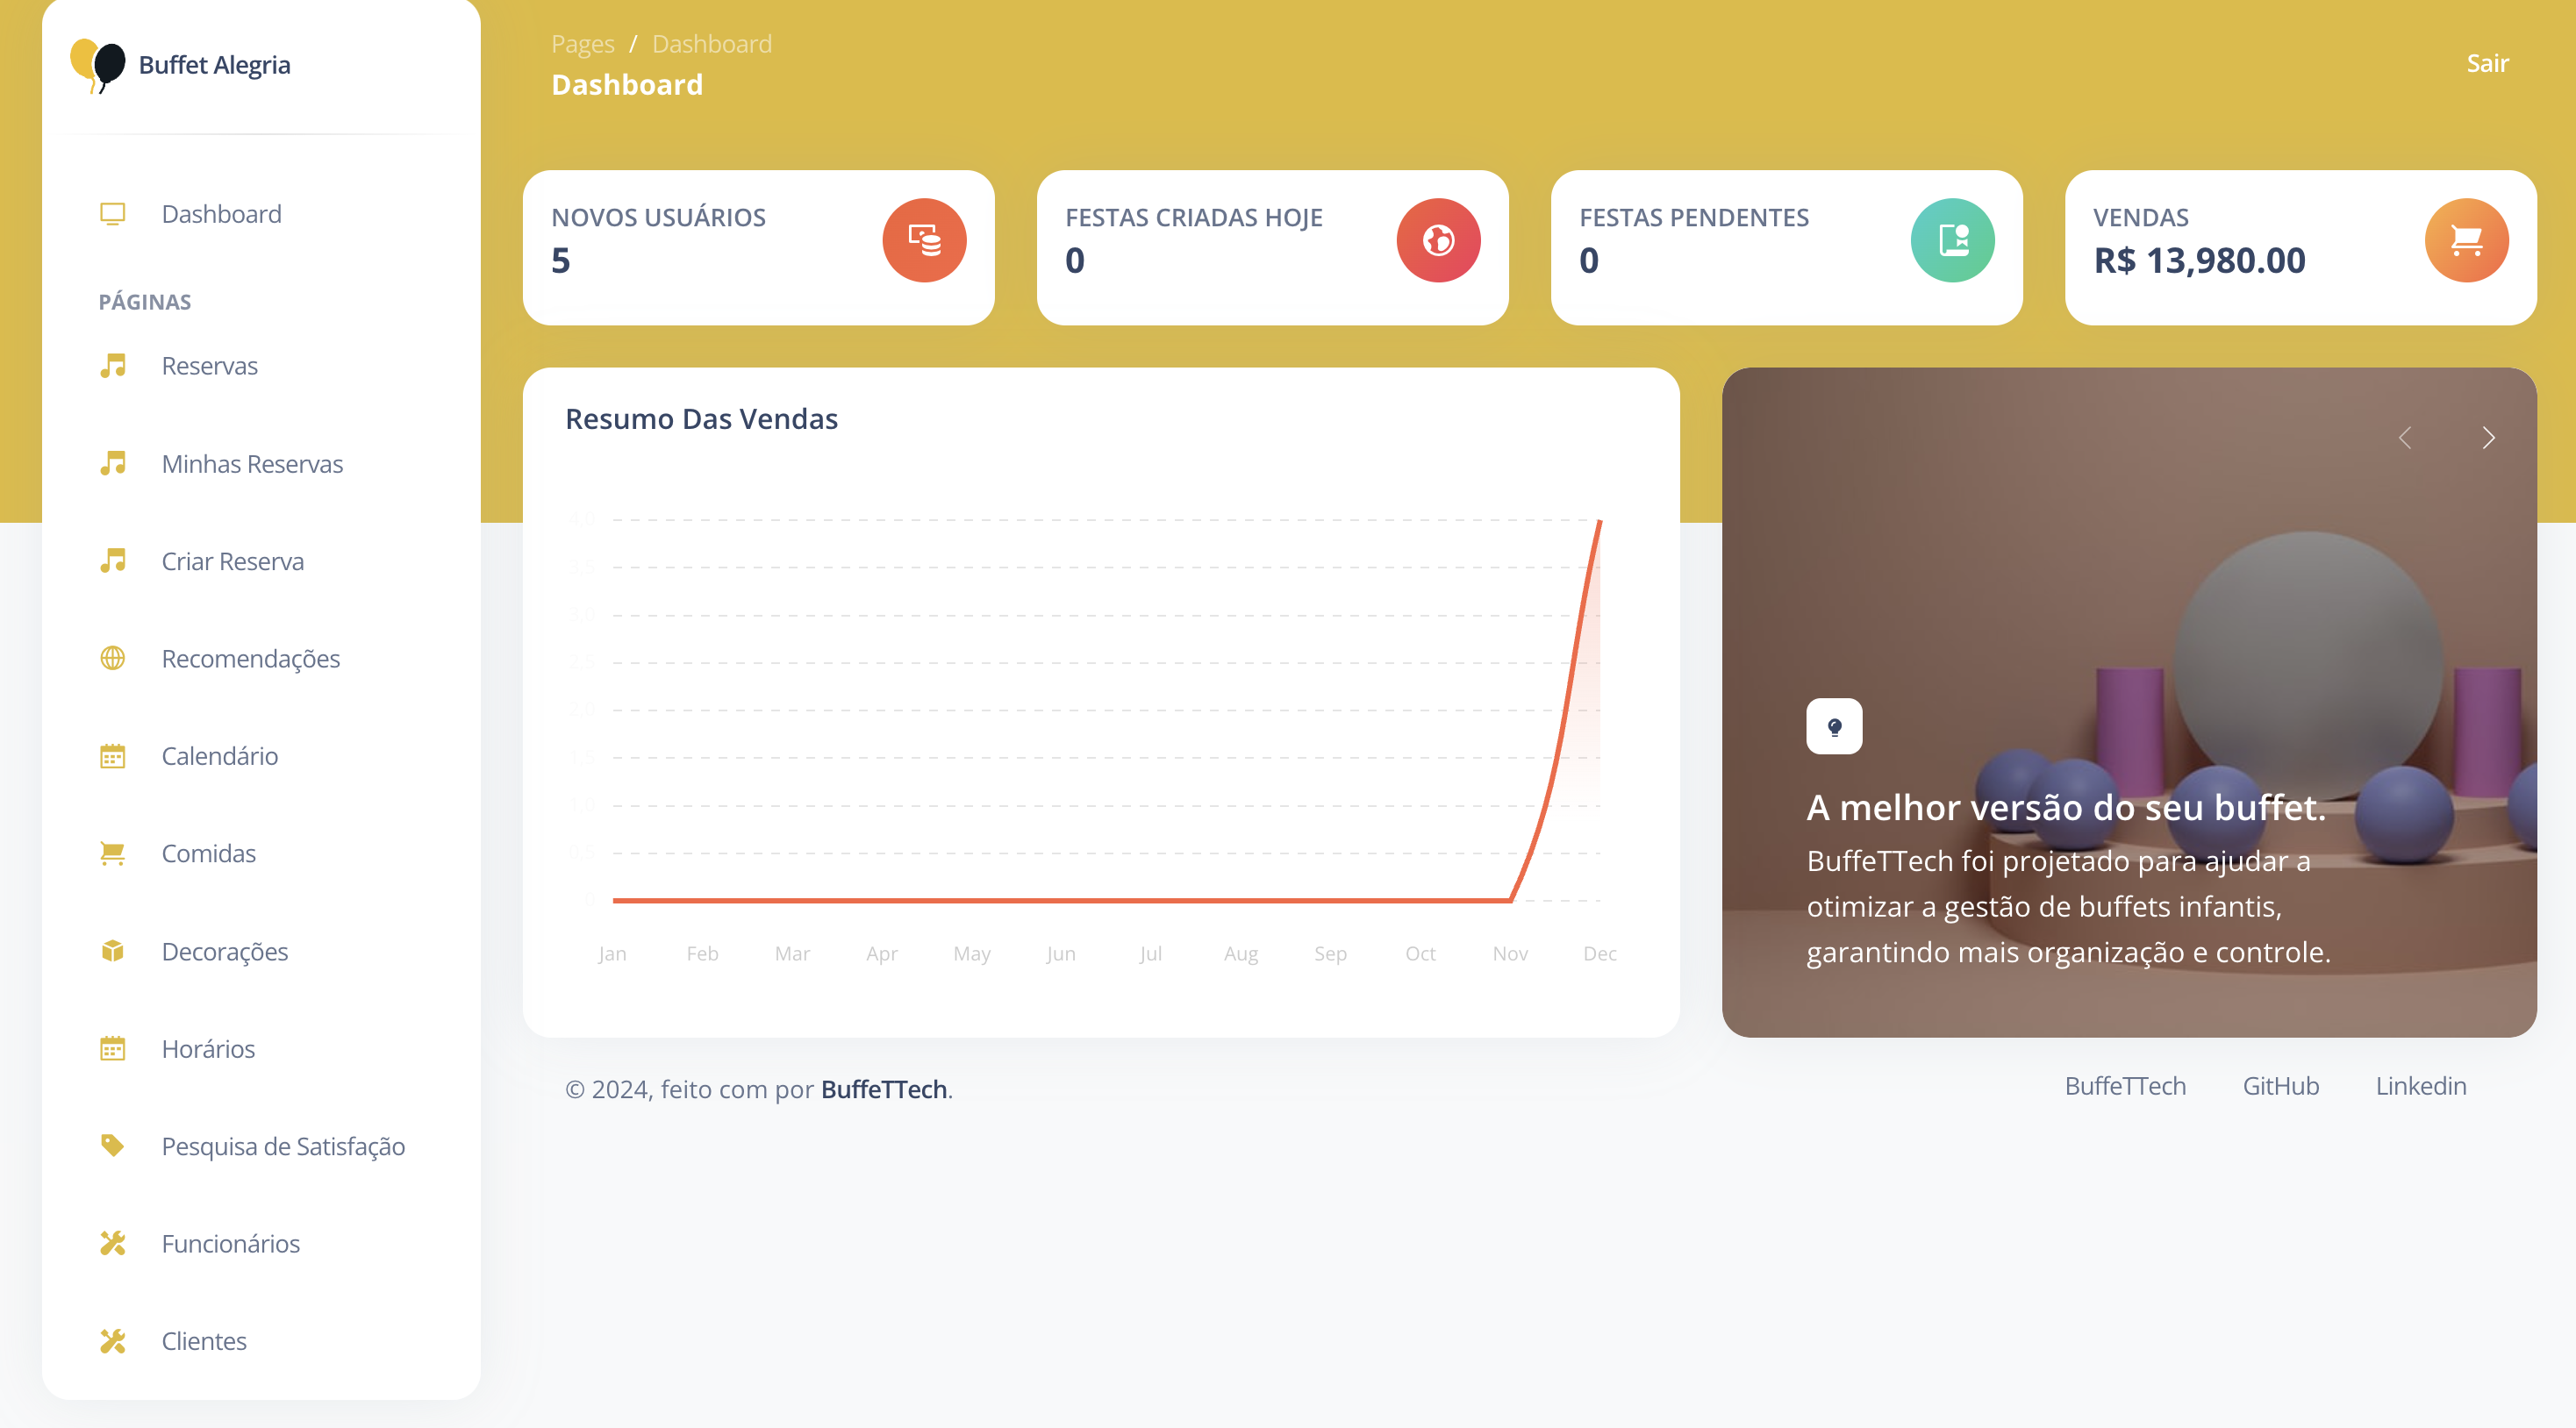 Buffet Alegria
Dashboard
PÁGINAS
Reservas
Minhas Reservas
Criar Reserva
Recomendações
Calendário
Comidas
Decorações
Horários
Pesquisa de Satisfação
Funcionários
Clientes
Pages / Dashboard
Dashboard
Sair
NOVOS USUÁRIOS
5
FESTAS CRIADAS HOJE
0
FESTAS PENDENTES
0
VENDAS
R$ 13,980.00
Resumo Das Vendas
4,0
3,5
3,0
2,5
2,0
1,5
1,0
0,5
0
Jan Feb Mar Apr May Jun Jul Aug Sep Oct Nov Dec
A melhor versão do seu buffet.
BuffeTTech foi projetado para ajudar a
otimizar a gestão de buffets infantis,
garantindo mais organização e controle.
© 2024, feito com por BuffeTTech.
BuffeTTech GitHub Linkedin